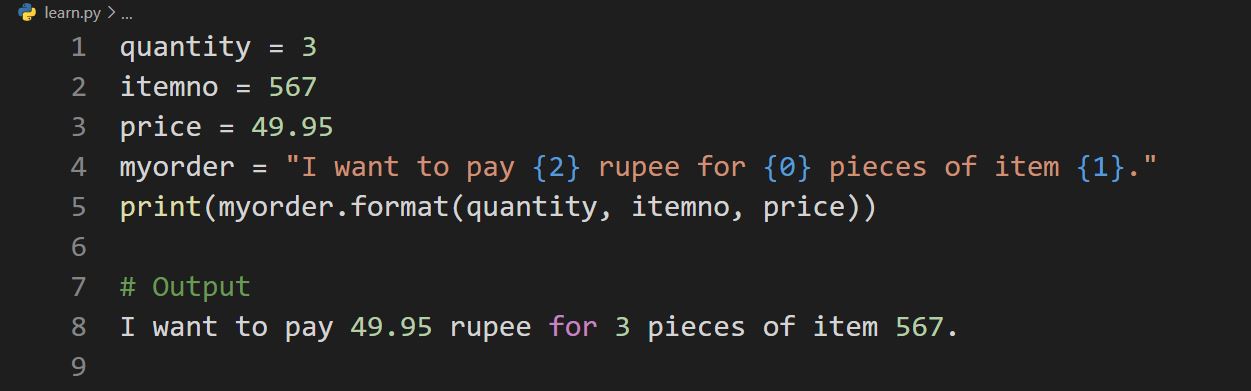 learn.py > ...
1 quantity = 3
2 itemno = 567
3 price = 49.95
4 myorder = "I want to pay {2} rupee for {0} pieces of item {1}."
5 print(myorder.format(quantity, itemno, price))
6
7 # Output
8 I want to pay 49.95 rupee for 3 pieces of item 567.
9